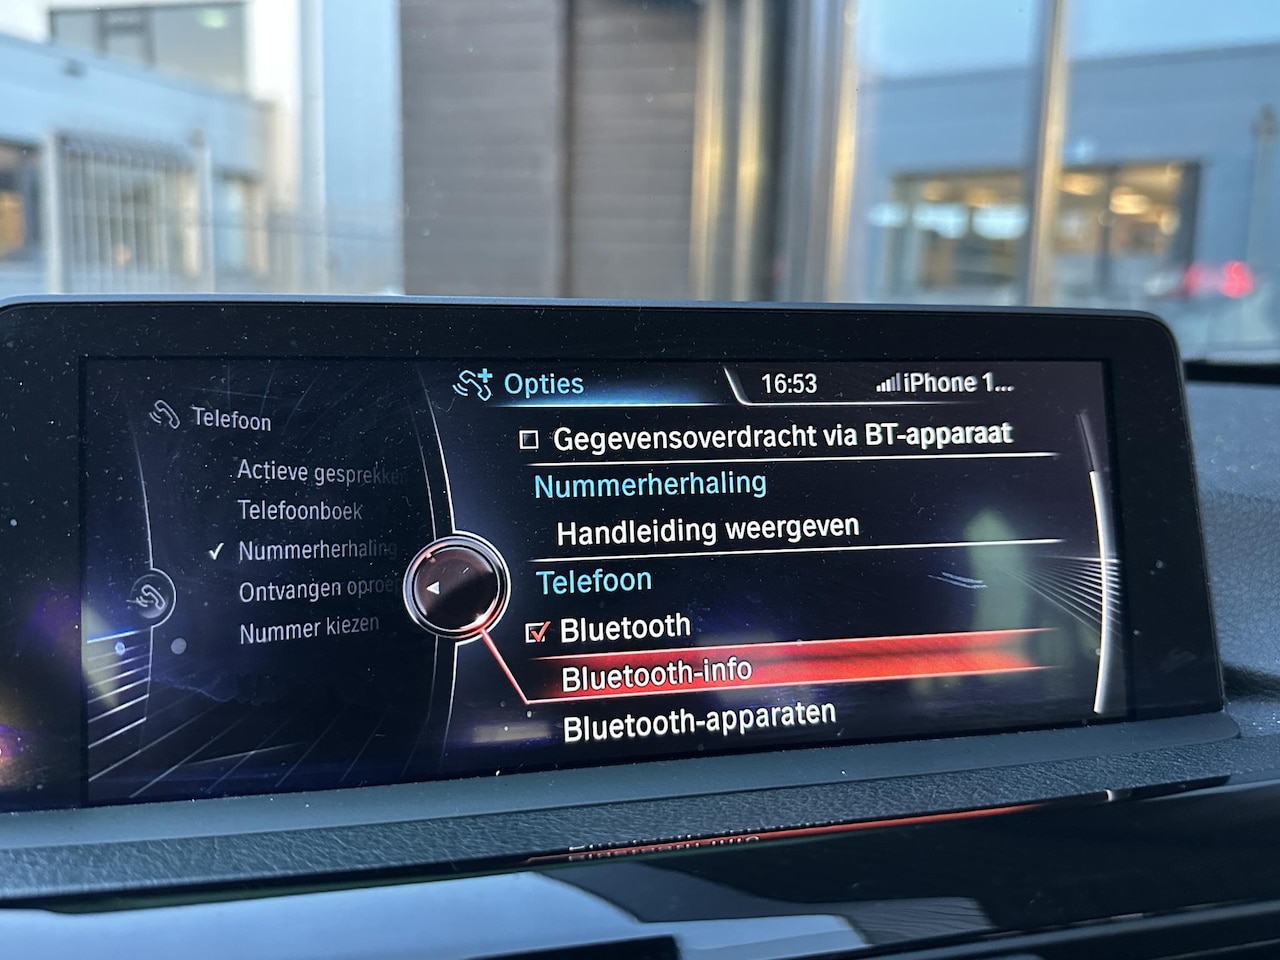 Opties
16:53
iPhone 1...
Telefoon
Actieve gesprekken
Telefoonboek
Nummerherhaling
Ontvangen oproe
Nummer kiezen
Gegevensoverdracht via BT-apparaat
Nummerherhaling
Handleiding weergeven
Telefoon
Bluetooth
Bluetooth-info
Bluetooth-apparaten